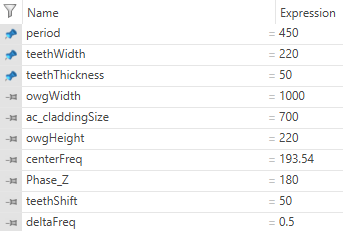 Name Expression
period = 450
teethWidth = 220
teethThickness = 50
owgWidth = 1000
ac_claddingSize = 700
owgHeight = 220
centerFreq = 193.54
Phase_Z = 180
teethShift = 50
deltaFreq = 0.5